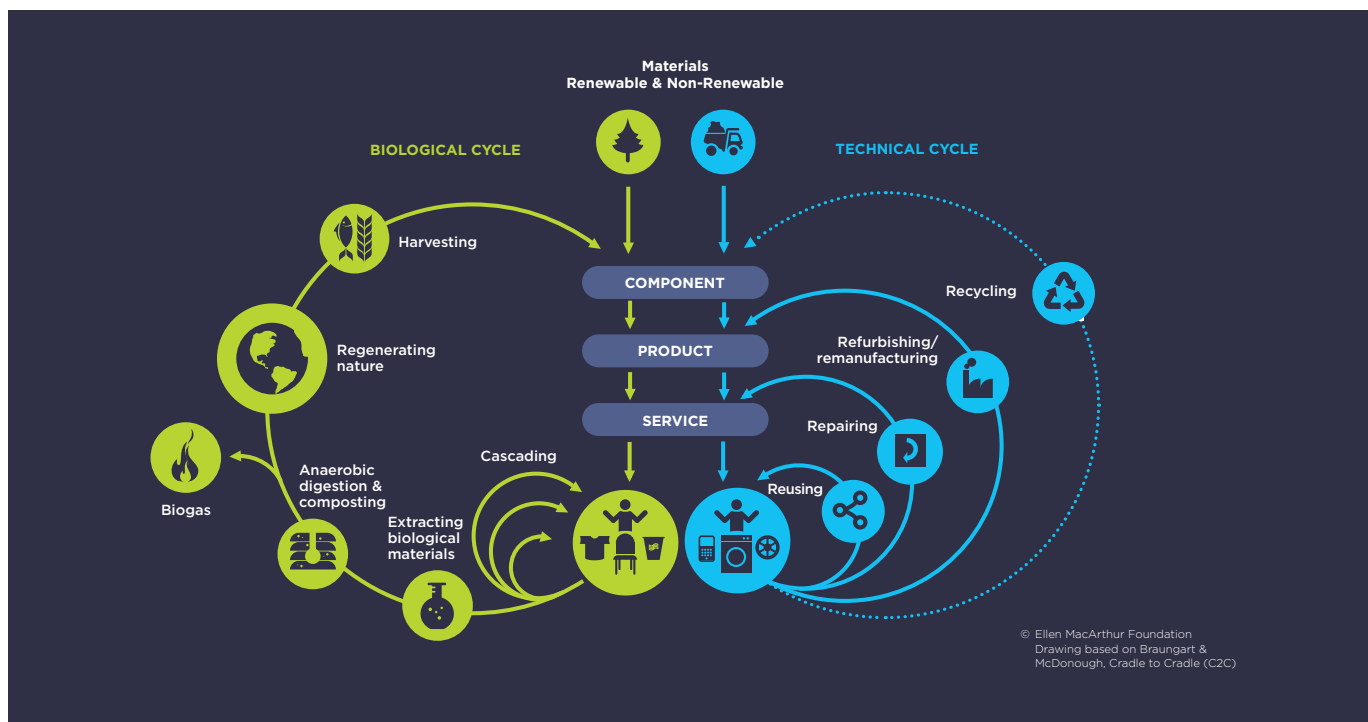 Materials
Renewable & Non-Renewable
BIOLOGICAL CYCLE
TECHNICAL CYCLE
Harvesting
COMPONENT
Recycling
Regenerating
nature
PRODUCT
Refurbishing/
remanufacturing
SERVICE
Repairing
Cascading
Anaerobic
digestion &
composting
Reusing
Biogas
Extracting
biological
materials
© Ellen MacArthur Foundation
Drawing based on Braungart &
McDonough, Cradle to Cradle (C2C)